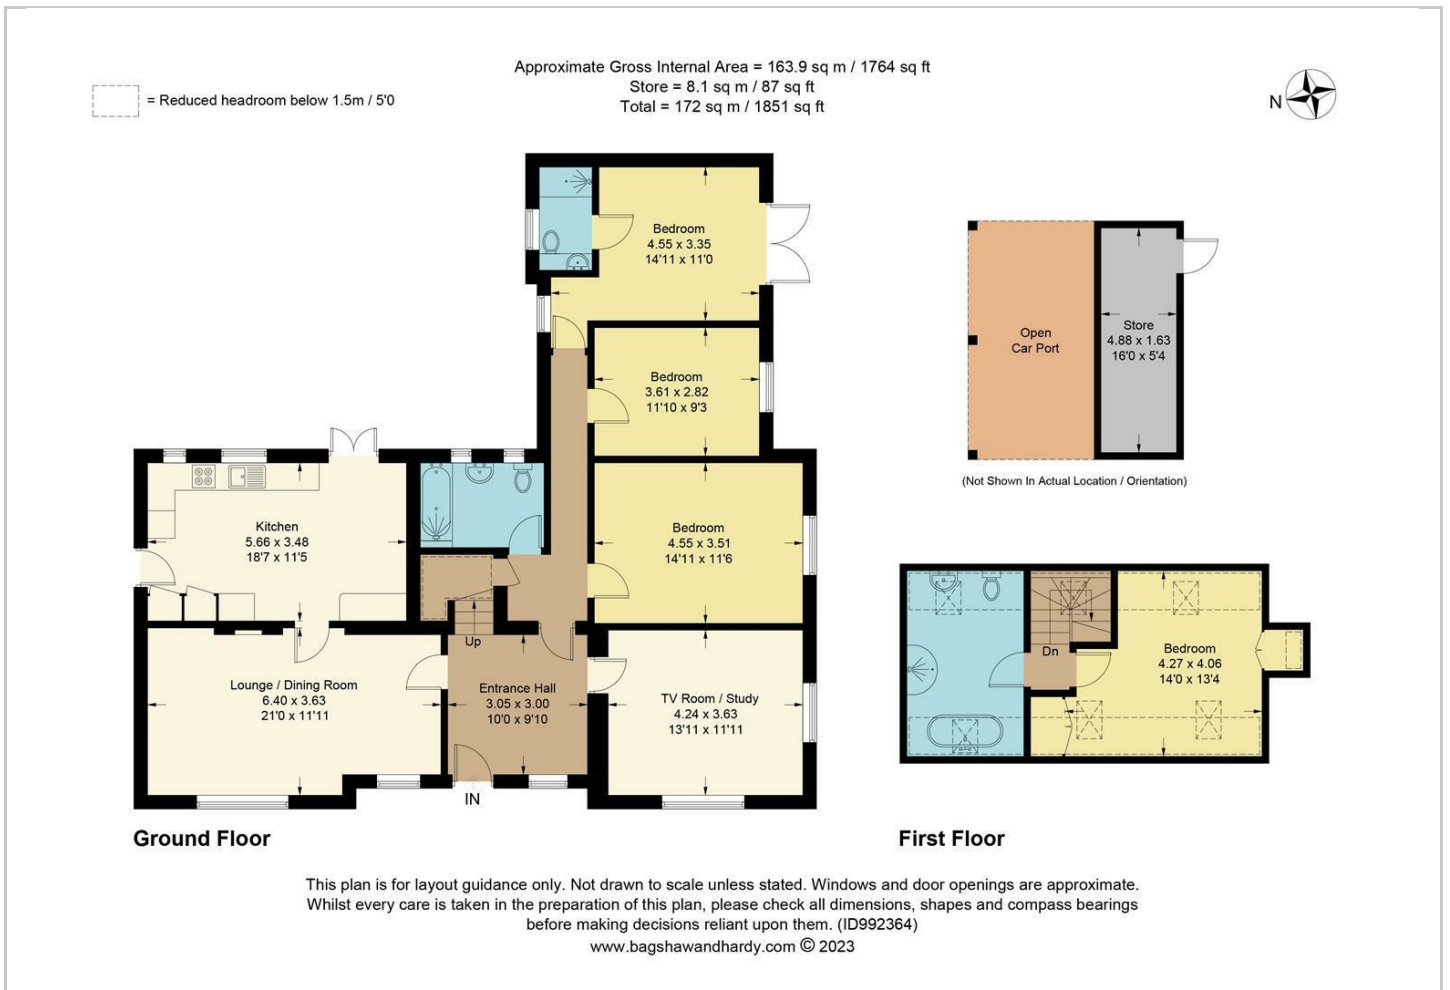 Approximate Gross Internal Area = 163.9 sq m / 1764 sq ft
Store = 8.1 sq m / 87 sq ft
Total = 172 sq m / 1851 sq ft
= Reduced headroom below 1.5m / 5'0
N
Bedroom
4.55 x 3.35
14'11 x 11'0
Bedroom
3.61 x 2.82
11'10 x 9'3
Open
Car Port
Store
4.88 x 1.63
16'0 x 5'4
(Not Shown In Actual Location / Orientation)
Kitchen
5.66 x 3.48
18'7 x 11'5
Bedroom
4.55 x 3.51
14'11 x 11'6
Up
Lounge / Dining Room
6.40 x 3.63
21'0 x 11'11
Entrance Hall
3.05 x 3.00
10'0 x 9'10
TV Room / Study
4.24 x 3.63
13'11 x 11'11
IN
Dn
Bedroom
4.27 x 4.06
14'0 x 13'4
Ground Floor
First Floor
This plan is for layout guidance only. Not drawn to scale unless stated. Windows and door openings are approximate.
Whilst every care is taken in the preparation of this plan, please check all dimensions, shapes and compass bearings
before making decisions reliant upon them. (ID992364)
www.bagshawandhardy.com © 2023